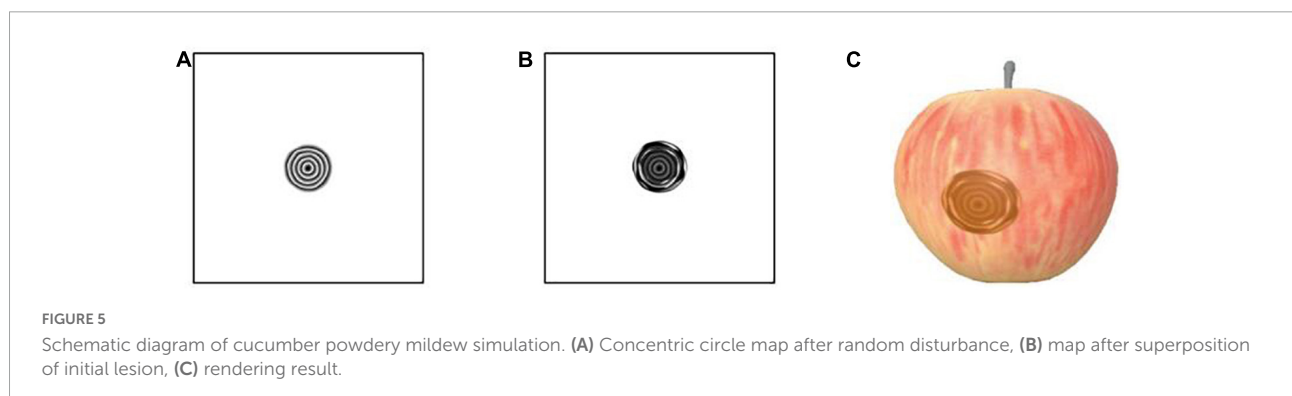 A
B
C
FIGURE 5
Schematic diagram of cucumber powdery mildew simulation. (A) Concentric circle map after random disturbance, (B) map after superposition
of initial lesion, (C) rendering result.